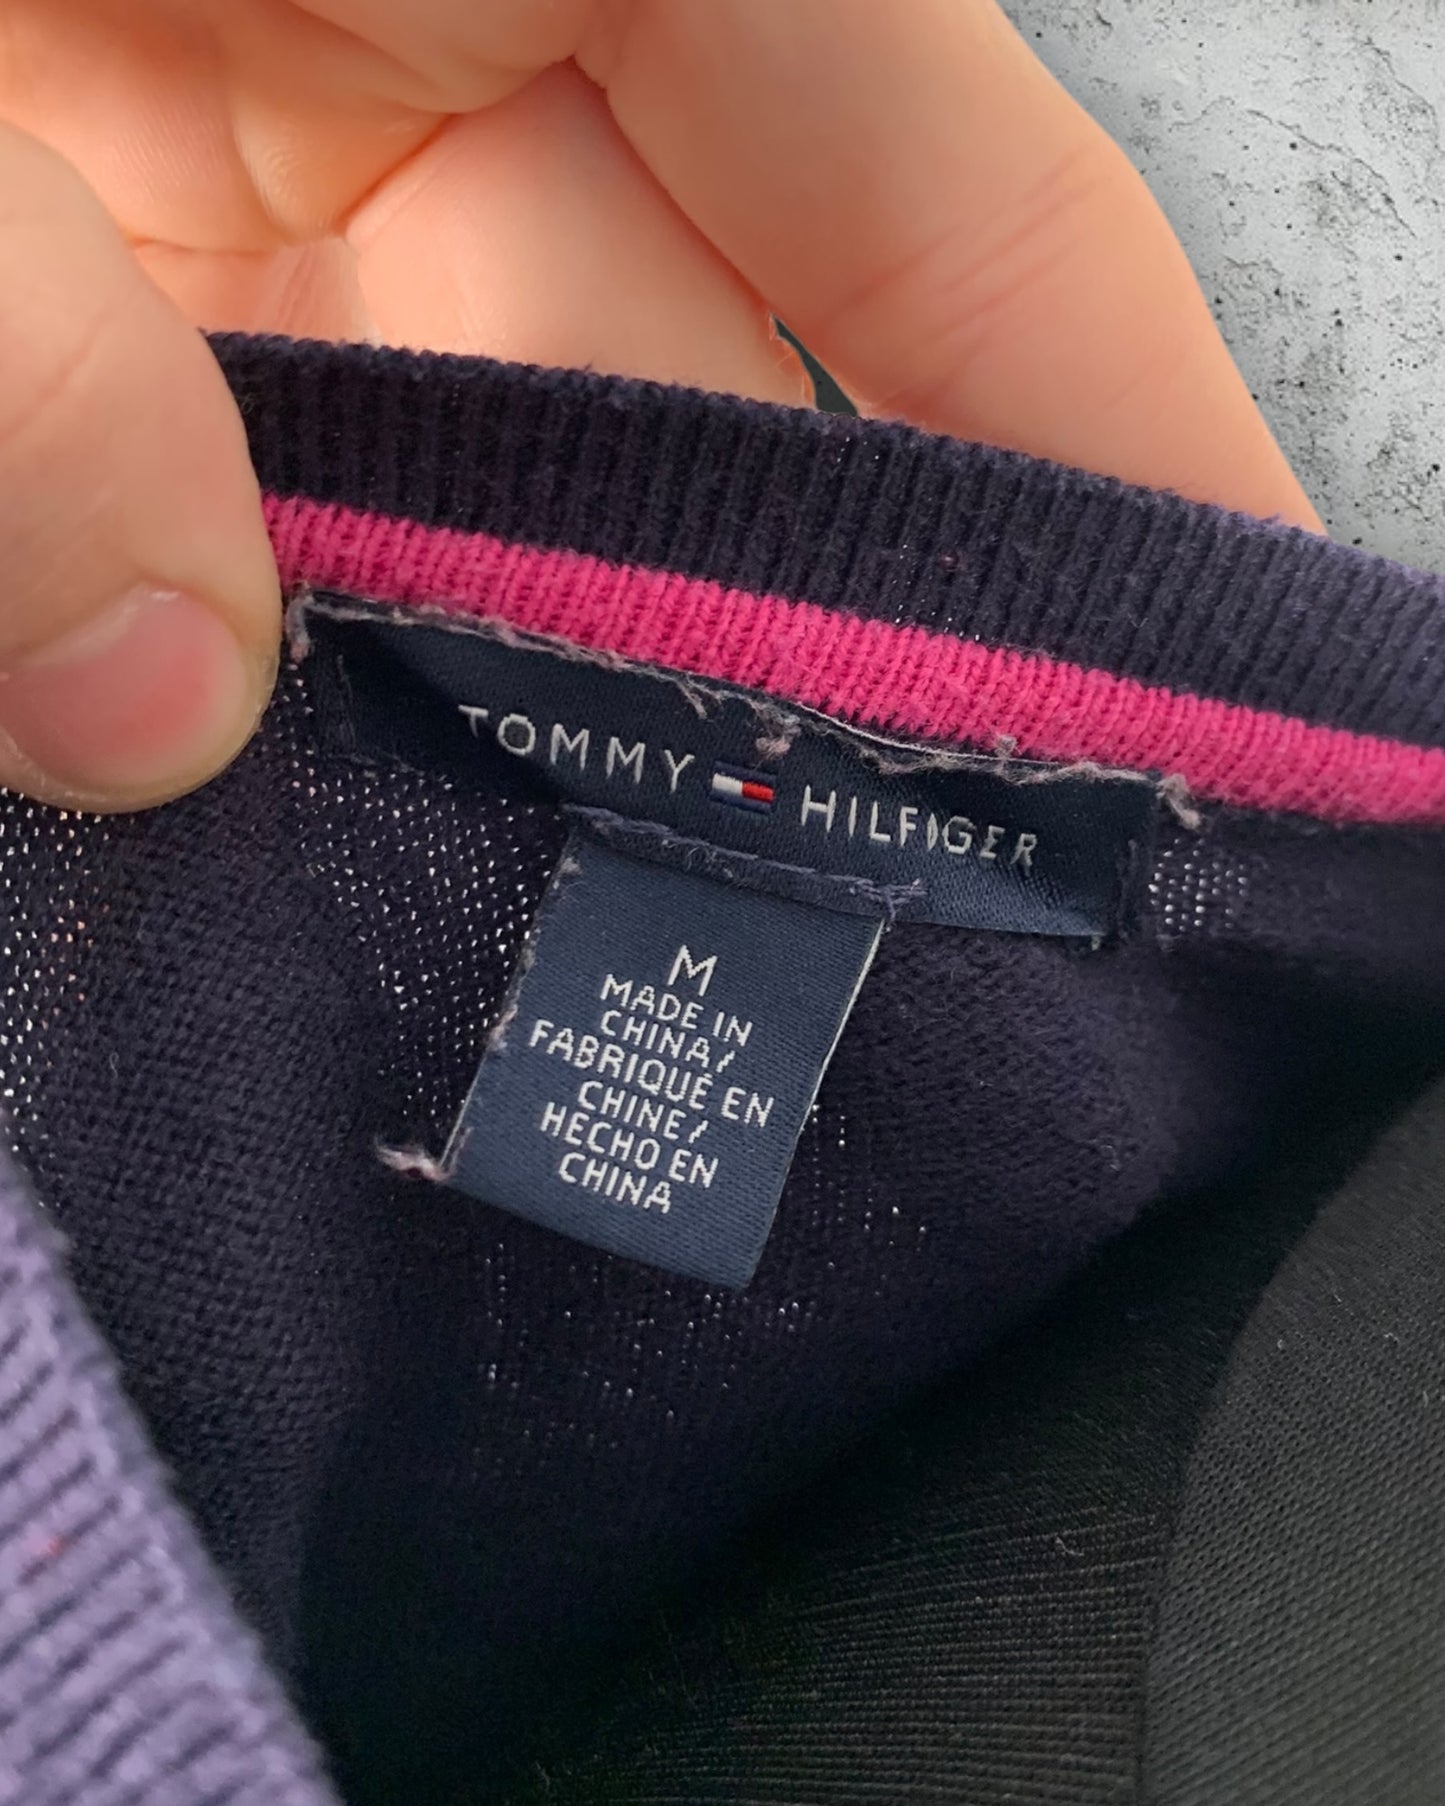 TOMMY HILFIGER
M
MADE IN
CHINA/
FABRIQUÉ EN
CHINE/
HECHO EN
CHINA